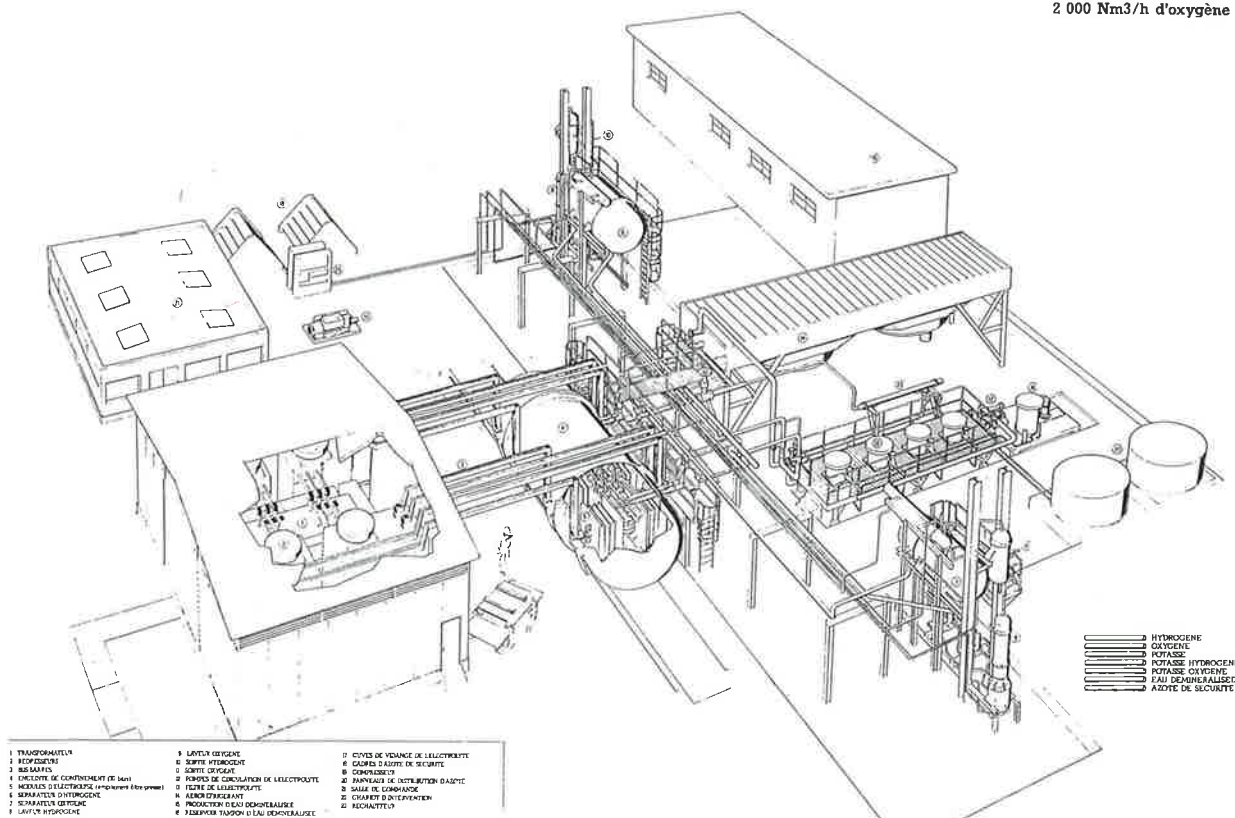 2 000 Nm3/h d'oxygène
HYDROGENE
OXYGENE
POTASSE
POTASSE HYDROGENE
POTASSE OXYGENE
EAU DEMINERALISEE
AZOTE DE SECURITE
1 TRANSFORMATEUR
2 REDRESSEURS
3 BUS BARRES
4 ENCEINTE DE CONFINEMENT
5 MODULES D'ELECTROLYSE
6 SEPARATEUR D'HYDROGENE
7 SEPARATEUR OXYGENE
8 LAVEUR HYDROGENE
9 LAVEUR OXYGENE
10 SORTIE HYDROGENE
11 SORTIE OXYGENE
12 POMPES DE CIRCULATION DE L'ELECTROLYTE
13 FILTRE DE L'ELECTROLYTE
14 AEROREFRIGERANT
15 PRODUCTION D'EAU DEMINERALISEE
16 RESERVOIR TAMPON D'EAU DEMINERALISEE
17 CUVES DE VIDANGE DE L'ELECTROLYTE
18 CADRES D'AZOTE DE SECURITE
19 COMPRESSEUR
20 PANNEAUX DE DISTRIBUTION D'AZOTE
21 SALLE DE COMMANDE
22 CHARIOT D'INTERVENTION
23 RECHAUFFEUR